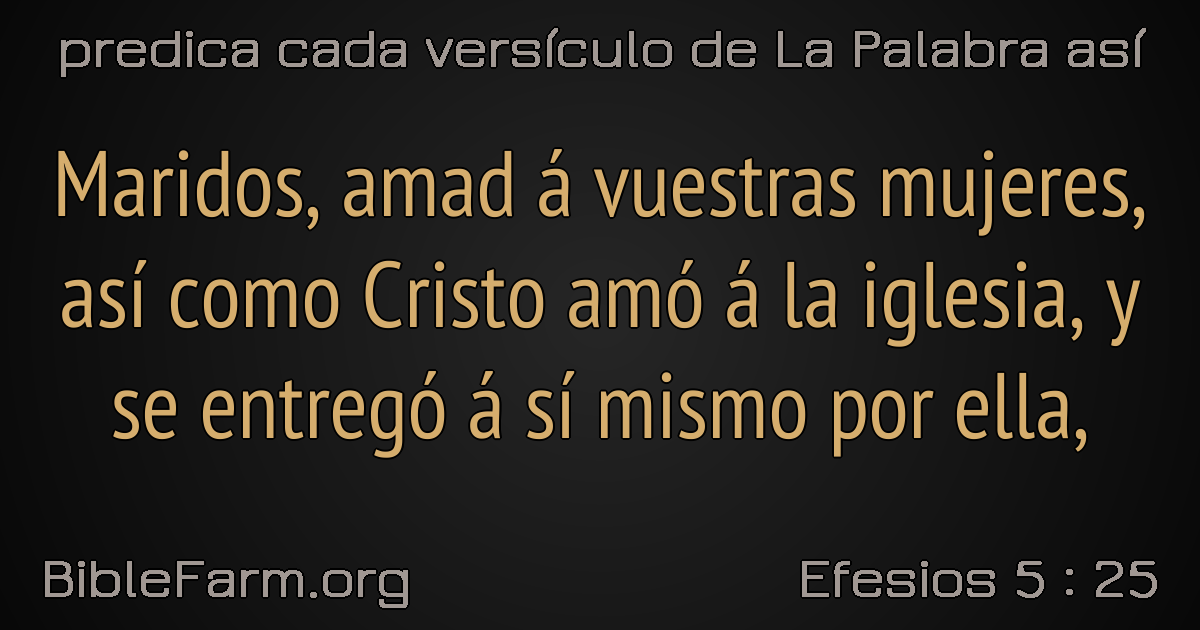 predica cada versículo de La Palabra así
Maridos, amad á vuestras mujeres,
así como Cristo amó á la iglesia, y
se entregó á sí mismo por ella,
BibleFarm.org
Efesios 5 : 25